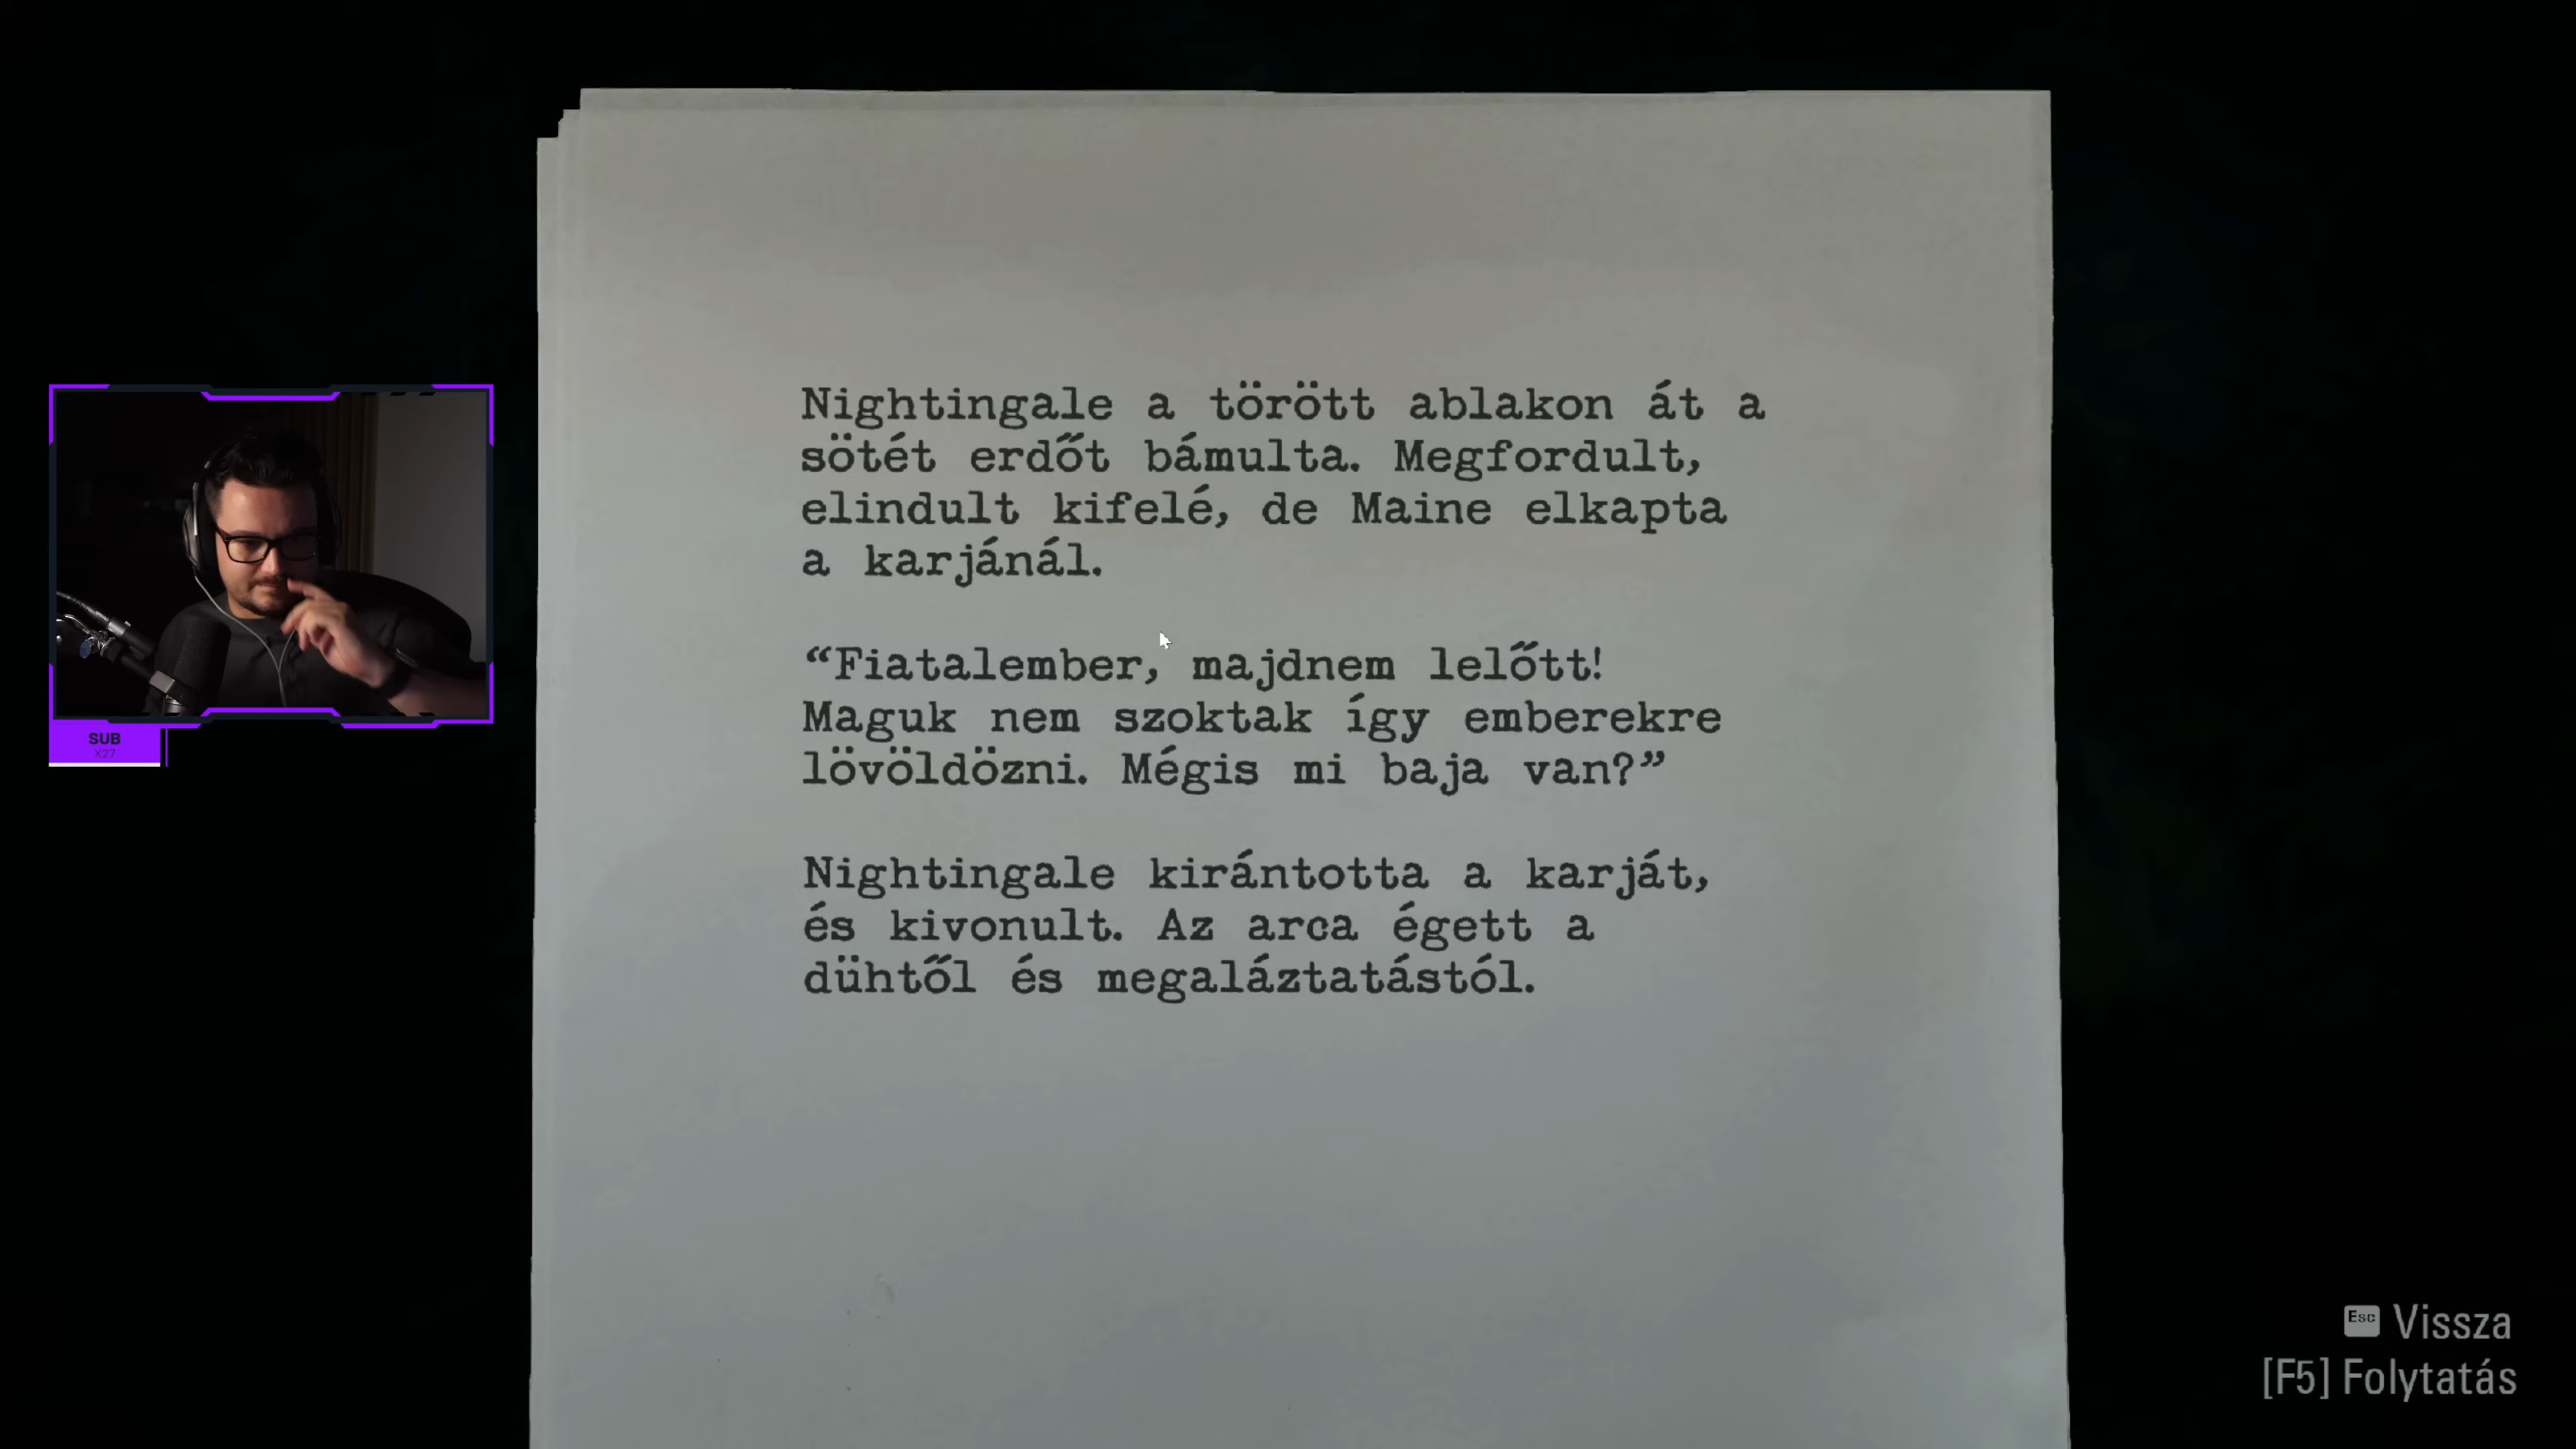 Nightingale a törött ablakon át a
sötét erdőt bámulta. Megfordult,
elindult kifelé, de Maine elkapta
a karjánál.
“Fiatalember, majdnem lelőtt!
Maguk nem szoktak így emberekre
lövöldözni. Mégis mi baja van?”
Nightingale kirántotta a karját,
és kivonult. Az arca égett a
dühtől és megaláztatástól.
SUB
X27
Esc Vissza
[F5] Folytatás